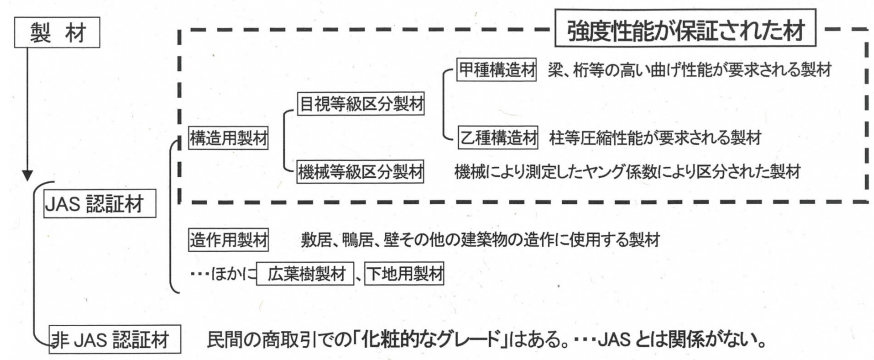 製材
強度性能が保証された材
甲種構造材 梁、桁等の高い曲げ性能が要求される製材
目視等級区分製材
構造用製材
乙種構造材 柱等圧縮性能が要求される製材
機械等級区分製材 機械により測定したヤング係数により区分された製材
JAS 認証材
造作用製材 敷居、鴨居、壁その他の建築物の造作に使用する製材
…ほかに 広葉樹製材 、下地用製材
非 JAS 認証材 民間の商取引での「化粧的なグレード」はある。…JAS とは関係がない。